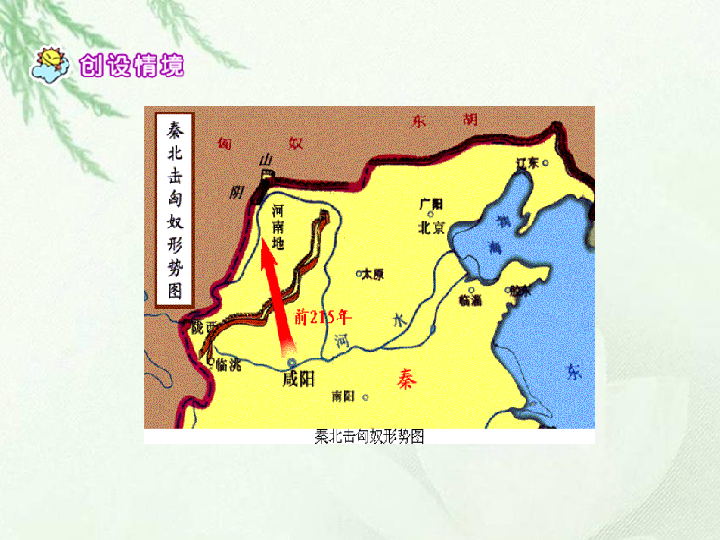 创设情境
秦北击匈奴形势图
匈奴
东胡
阴山
河南地
辽东
广阳
北京
渤海
太原
临淄
胶东
前215年
陇西
临洮
河水
咸阳
秦
南阳
东
秦北击匈奴形势图